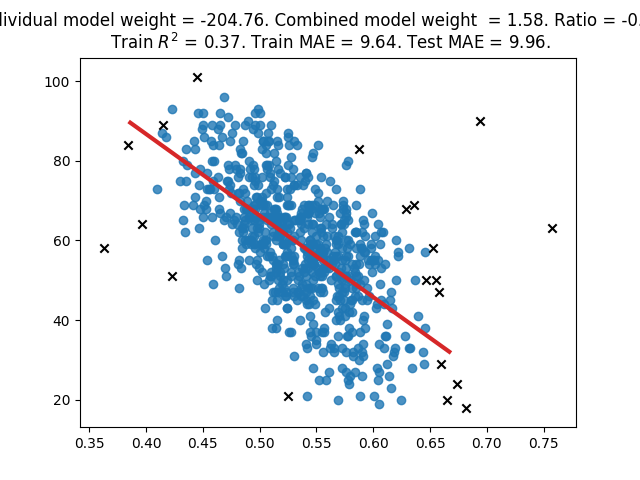 dividual model weight = -204.76. Combined model weight = 1.58. Ratio = -0.
Train R² = 0.37. Train MAE = 9.64. Test MAE = 9.96.
100
80
60
40
20
0.35 0.40 0.45 0.50 0.55 0.60 0.65 0.70 0.75